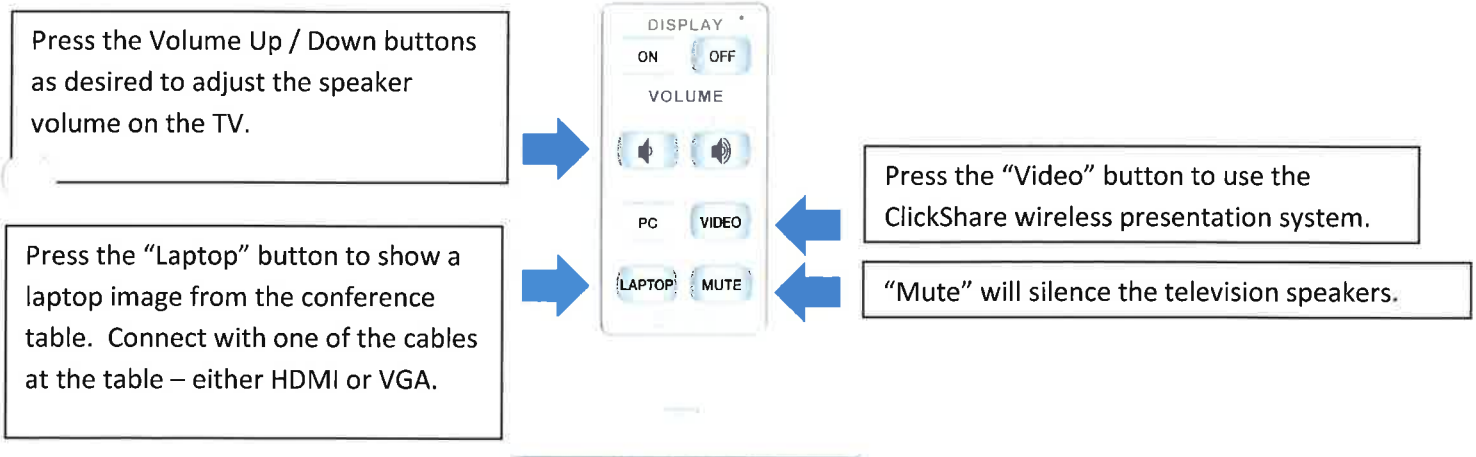 Press the Volume Up / Down buttons
as desired to adjust the speaker
volume on the TV.
Press the "Laptop" button to show a
laptop image from the conference
table.  Connect with one of the cables
at the table – either HDMI or VGA.
DISPLAY
ON OFF
VOLUME
PC VIDEO
LAPTOP MUTE
Press the "Video" button to use the
ClickShare wireless presentation system.
"Mute" will silence the television speakers.